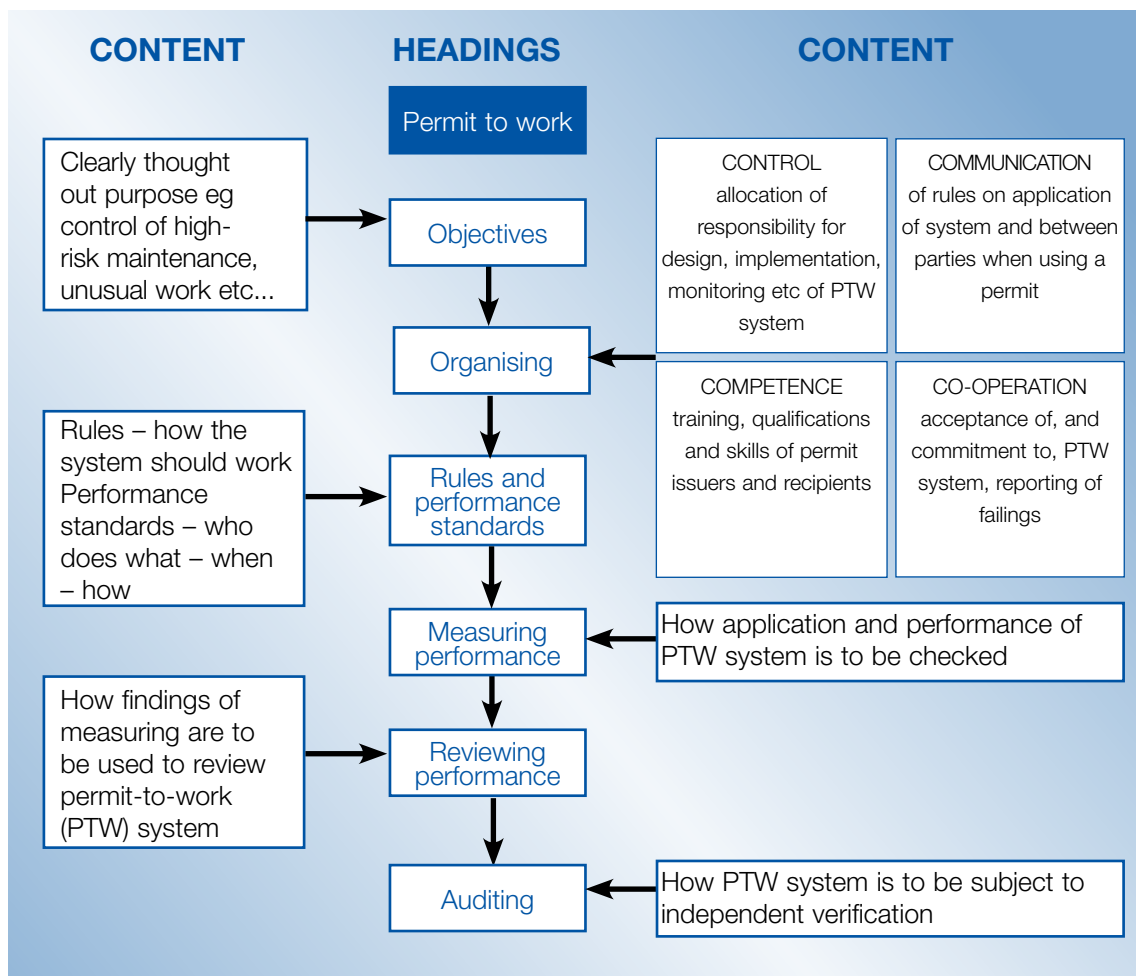 CONTENT
HEADINGS
CONTENT
Permit to work
Clearly thought
out purpose eg
control of high-
risk maintenance,
unusual work etc...
Objectives
CONTROL
allocation of
responsibility for
design, implementation,
monitoring etc of PTW
system
COMMUNICATION
of rules on application
of system and between
parties when using a
permit
Organising
COMPETENCE
training, qualifications
and skills of permit
issuers and recipients
CO-OPERATION
acceptance of, and
commitment to, PTW
system, reporting of
failings
Rules – how the
system should work
Performance
standards – who
does what – when
– how
Rules and
performance
standards
Measuring
performance
How application and performance of
PTW system is to be checked
How findings of
measuring are to
be used to review
permit-to-work
(PTW) system
Reviewing
performance
Auditing
How PTW system is to be subject to
independent verification